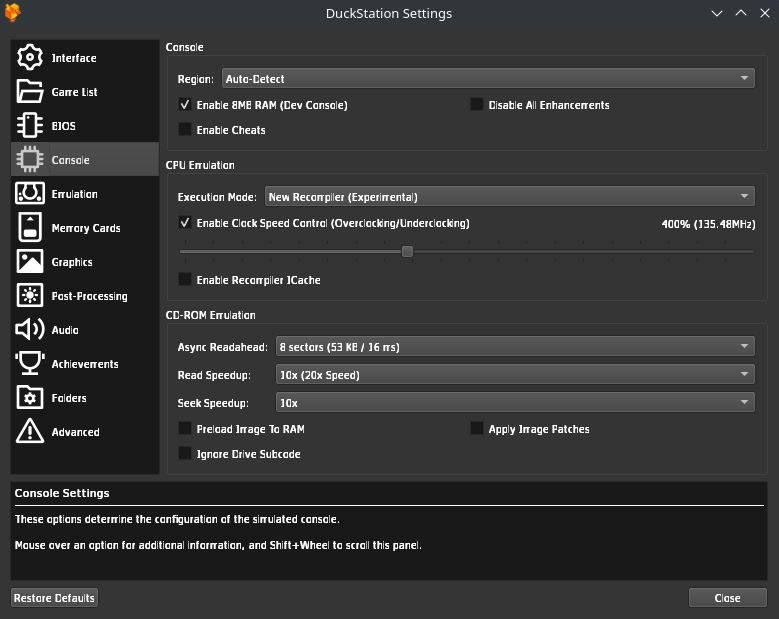 DuckStation Settings
Interface
Game List
BIOS
Console
Emulation
Memory Cards
Graphics
Post-Processing
Audio
Achievements
Folders
Advanced
Console
Region: Auto-Detect
Enable 8MB RAM (Dev Console) Disable All Enhancements
Enable Cheats
CPU Emulation
Execution Mode: New Recompiler (Experimental)
Enable Clock Speed Control (Overclocking/Underclocking) 400% (135.48MHz)
Enable Recompiler ICache
CD-ROM Emulation
Async Readahead: 8 sectors (53 KB / 16 ms)
Read Speedup: 10x (20x Speed)
Seek Speedup: 10x
Preload Image To RAM Apply Image Patches
Ignore Drive Subcode
Console Settings
These options determine the configuration of the simulated console.
Mouse over an option for additional information, and Shift+Wheel to scroll this panel.
Restore Defaults Close